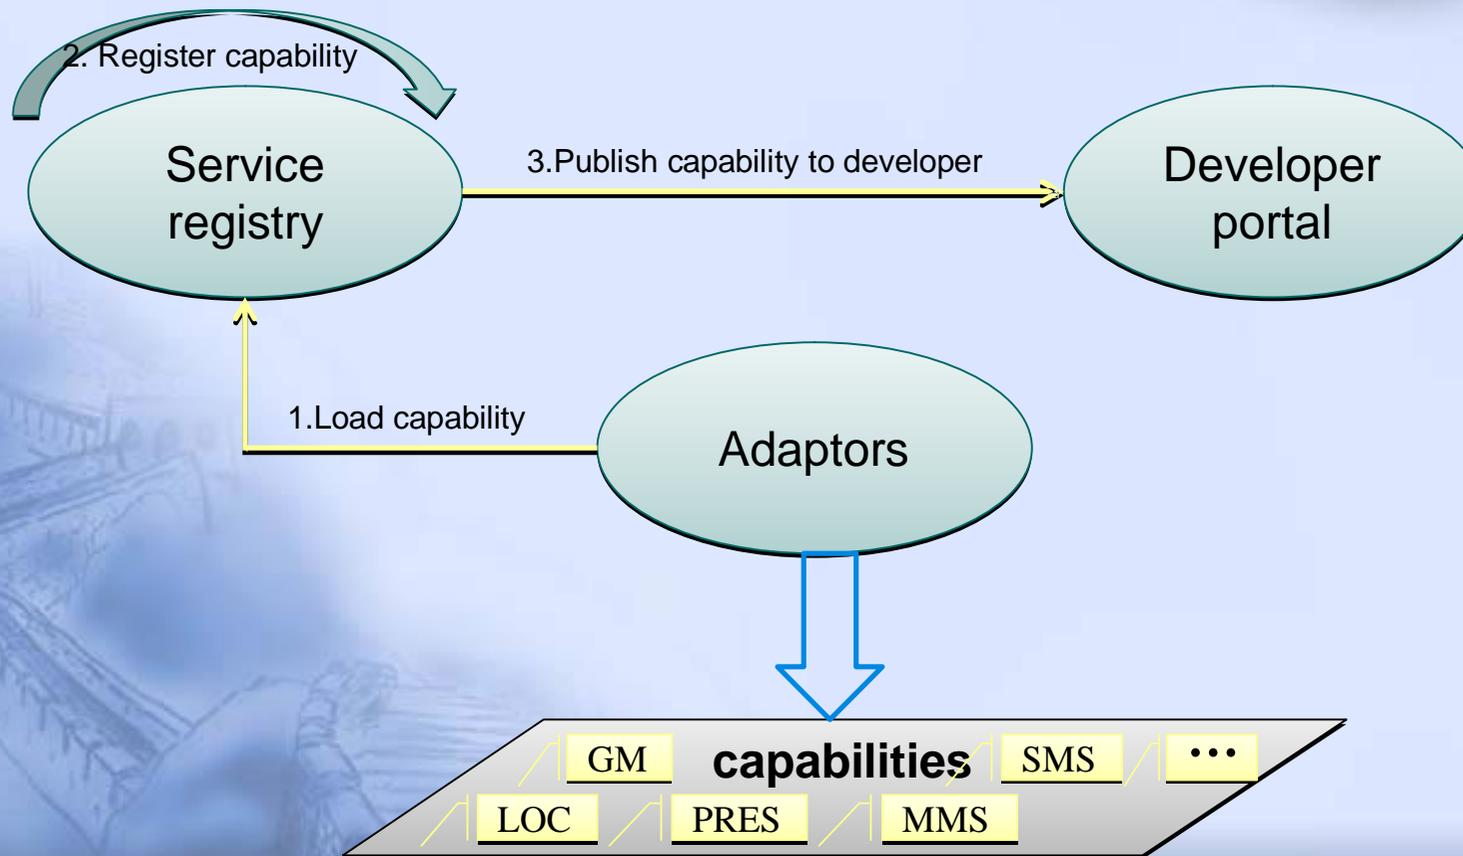 2. Register capability
Service
registry
3.Publish capability to developer
Developer
portal
1.Load capability
Adaptors
GM
capabilities
SMS
...
LOC
PRES
MMS